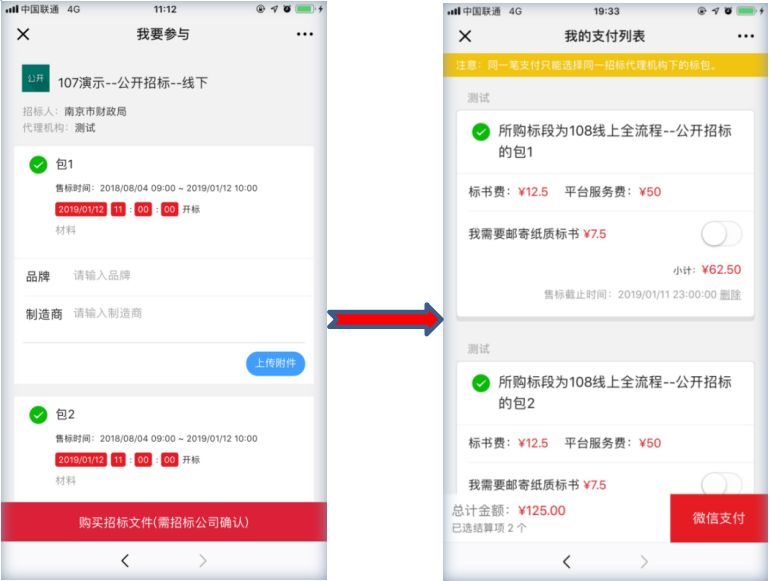 中国联通 4G 11:12
我要参与
公开 107演示--公开招标--线下
招标人: 南京市财政局
代理机构: 测试
包1
售标时间: 2018/08/04 09:00 ~ 2019/01/12 10:00
2019/01/12 11 : 00 : 00 开标
材料
品牌 请输入品牌
制造商 请输入制造商
上传附件
包2
售标时间: 2018/08/04 09:00 ~ 2019/01/12 10:00
2019/01/12 11 : 00 : 00 开标
材料
购买招标文件(需招标公司确认)
中国联通 4G 19:33
我的支付列表
注意: 同一笔支付只能选择同一招标代理机构下的标包。
测试
所购标段为108线上全流程--公开招标
的包1
标书费: ¥12.5 平台服务费: ¥50
我需要邮寄纸质标书 ¥7.5
小计: ¥62.50
售标截止时间: 2019/01/11 23:00:00 删除
测试
所购标段为108线上全流程--公开招标
的包2
标书费: ¥12.5 平台服务费: ¥50
我需要邮寄纸质标书 ¥7.5
总计金额: ¥125.00
已选结算项 2 个
微信支付